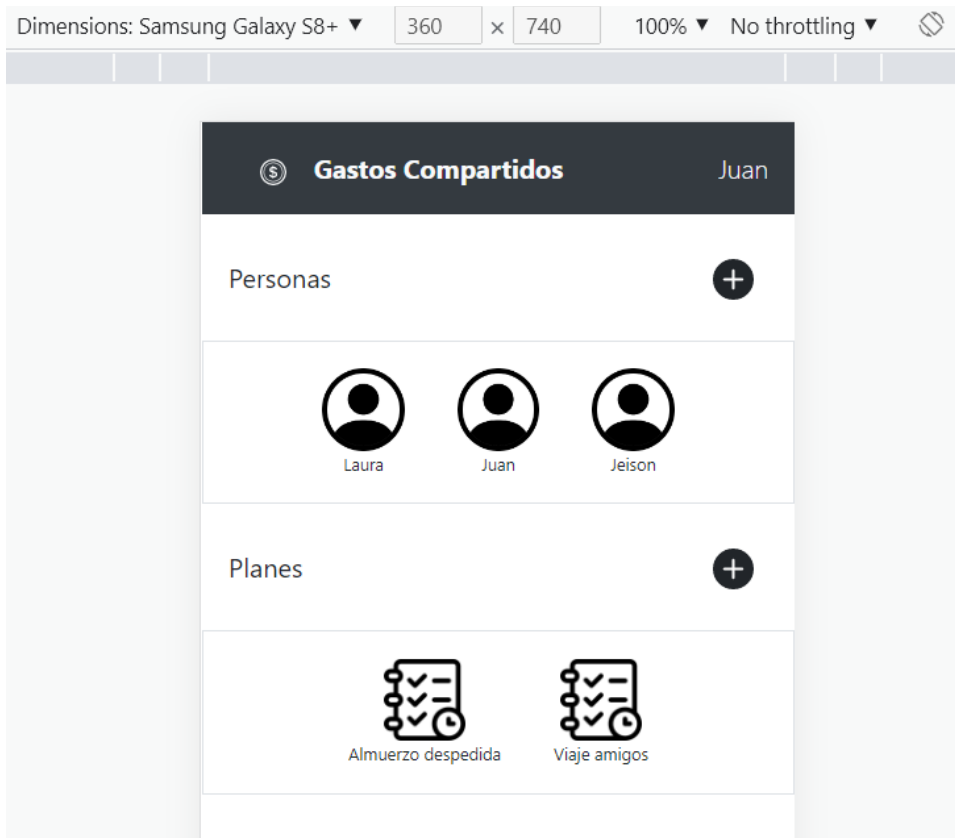 Dimensions: Samsung Galaxy S8+ ▼ 360 × 740 100% ▼ No throttling ▼
$ Gastos Compartidos Juan
Personas
Laura Juan Jeison
Planes
Almuerzo despedida Viaje amigos